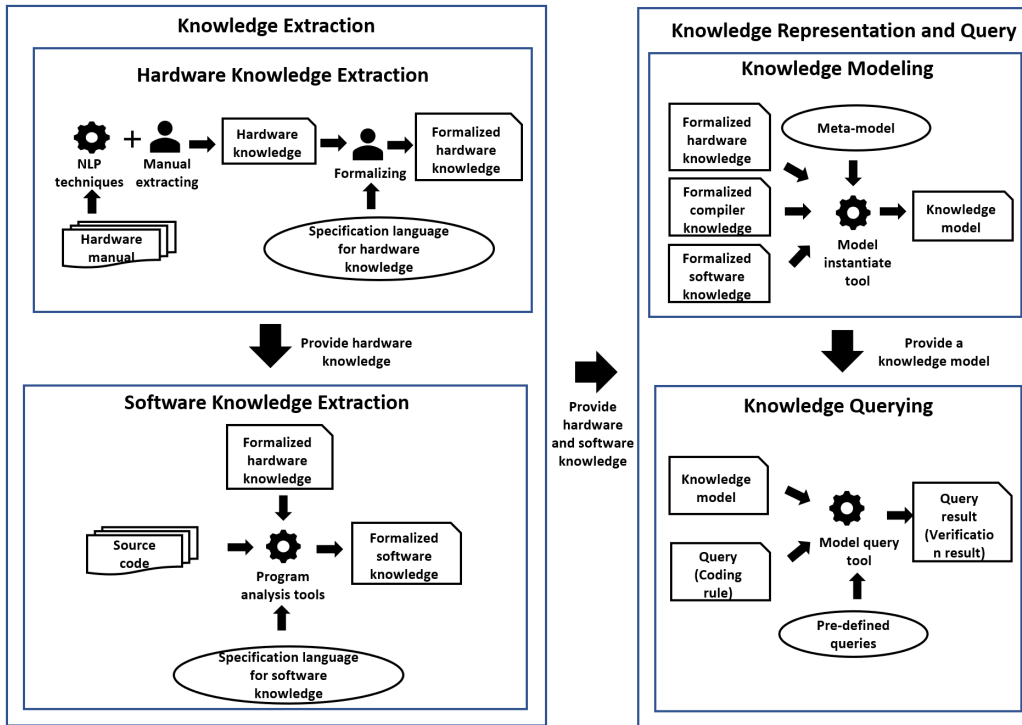 Knowledge Extraction
Hardware Knowledge Extraction
NLP
techniques
+
Manual
extracting
Hardware
knowledge
Formalizing
Formalized
hardware
knowledge
Hardware
manual
Specification language
for hardware
knowledge
Provide hardware
knowledge
Software Knowledge Extraction
Formalized
hardware
knowledge
Source
code
Program
analysis tools
Formalized
software
knowledge
Specification language
for software
knowledge
Provide
hardware
and software
knowledge
Knowledge Representation and Query
Knowledge Modeling
Formalized
hardware
knowledge
Meta-model
Formalized
compiler
knowledge
Model
instantiate
tool
Knowledge
model
Formalized
software
knowledge
Provide a
knowledge model
Knowledge Querying
Knowledge
model
Query
(Coding
rule)
Model query
tool
Query
result
(Verificatio
n result)
Pre-defined
queries